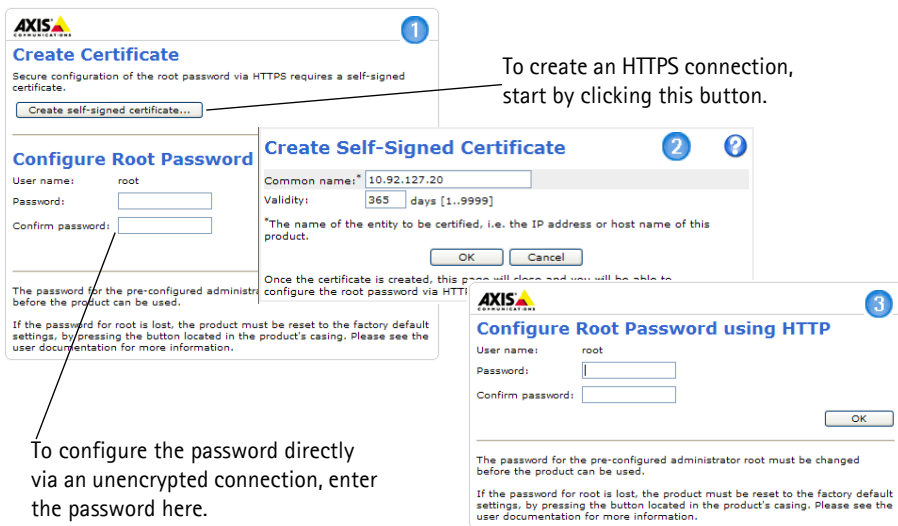 AXIS
COMMUNICATIONS
1
Create Certificate
Secure configuration of the root password via HTTPS requires a self-signed
certificate.
Create self-signed certificate...
To create an HTTPS connection,
start by clicking this button.
Configure Root Password
User name: root
Password:
Confirm password:
The password for the pre-configured administra
before the product can be used.
If the password for root is lost, the product must be reset to the factory default
settings, by pressing the button located in the product's casing. Please see the
user documentation for more information.
Create Self-Signed Certificate
2
?
Common name:* 10.92.127.20
Validity: 365 days [1..9999]
*The name of the entity to be certified, i.e. the IP address or host name of this
product.
OK Cancel
Once the certificate is created, this page will close and you will be able to
configure the root password via HTT
AXIS
COMMUNICATIONS
3
Configure Root Password using HTTP
User name: root
Password:
Confirm password:
OK
The password for the pre-configured administrator root must be changed
before the product can be used.
If the password for root is lost, the product must be reset to the factory default
settings, by pressing the button located in the product's casing. Please see the
user documentation for more information.
To configure the password directly
via an unencrypted connection, enter
the password here.